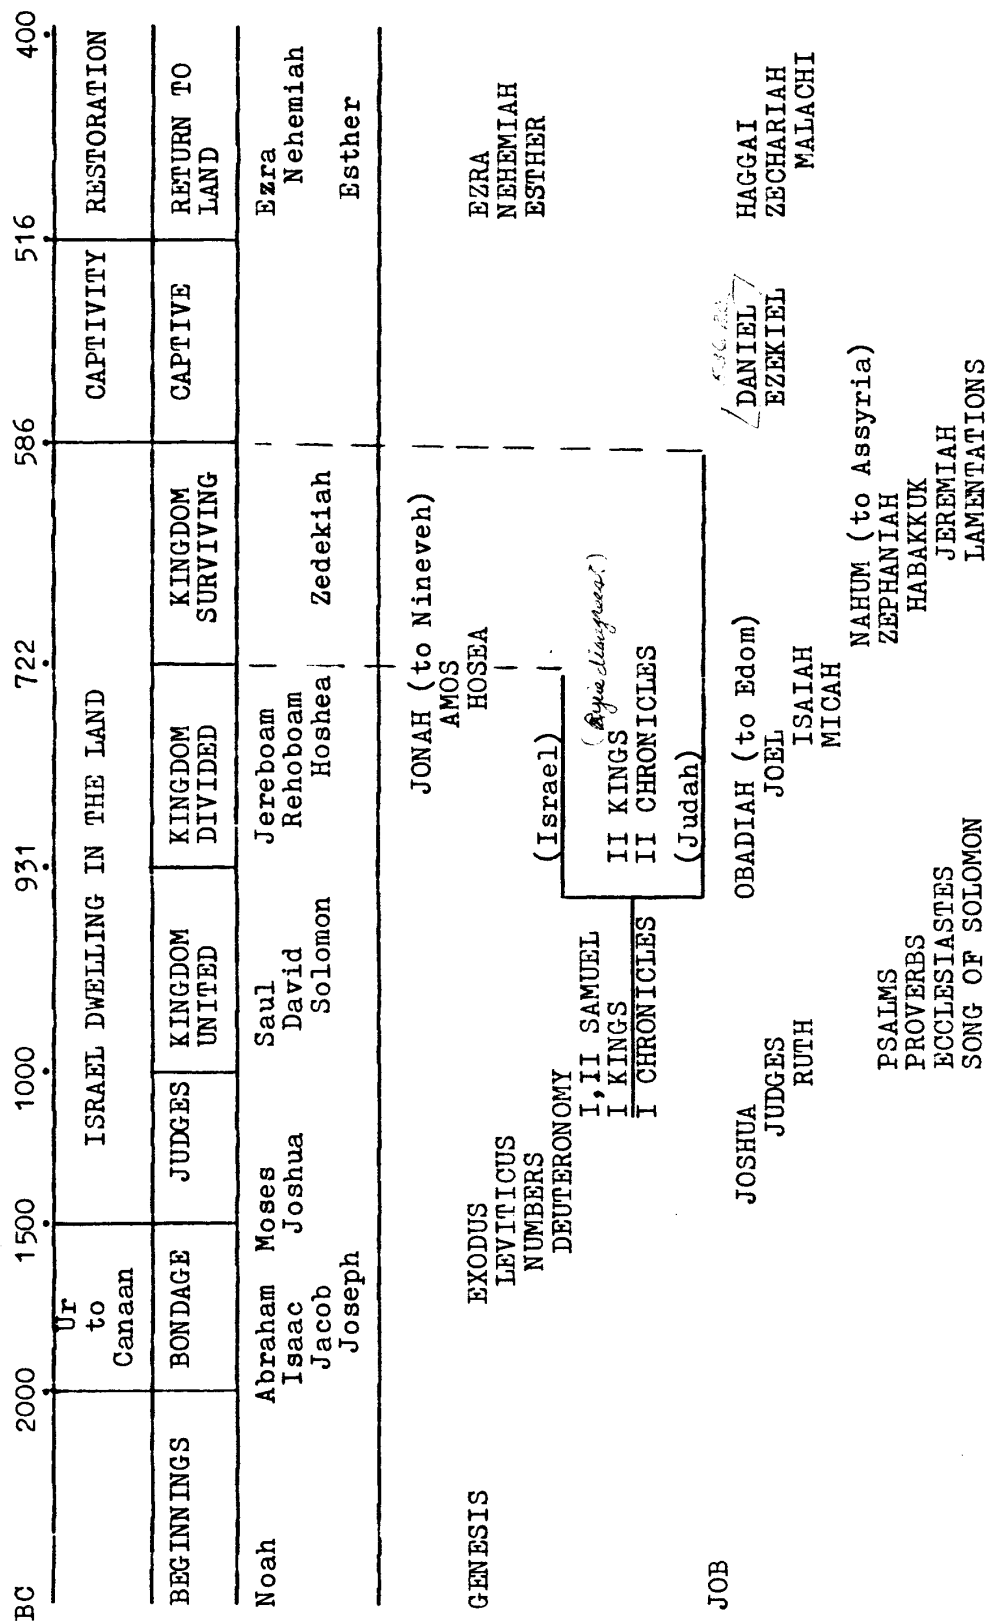 BC 2000 1500 1000 931 722 586 516 400
Ur
to
Canaan
ISRAEL DWELLING IN THE LAND
CAPTIVITY
RESTORATION
BEGINNINGS
BONDAGE
JUDGES
KINGDOM
UNITED
KINGDOM
DIVIDED
KINGDOM
SURVIVING
CAPTIVE
RETURN TO
LAND
Noah
Abraham
Isaac
Jacob
Joseph
Moses
Joshua
Saul
David
Solomon
Jereboam
Rehoboam
Hoshea
Zedekiah
Ezra
Nehemiah
Esther
JONAH (to Nineveh)
AMOS
HOSEA
GENESIS
EXODUS
LEVITICUS
NUMBERS
DEUTERONOMY
EZRA
NEHEMIAH
ESTHER
I,II SAMUEL
I KINGS
I CHRONICLES
(Israel)
II KINGS
II CHRONICLES
(Judah)
disagrees?)
JOB
JOSHUA
JUDGES
RUTH
OBADIAH (to Edom)
JOEL
ISAIAH
MICAH
DANIEL
EZEKIEL
HAGGAI
ZECHARIAH
MALACHI
NAHUM (to Assyria)
ZEPHANIAH
HABAKKUK
JEREMIAH
LAMENTATIONS
PSALMS
PROVERBS
ECCLESIASTES
SONG OF SOLOMON